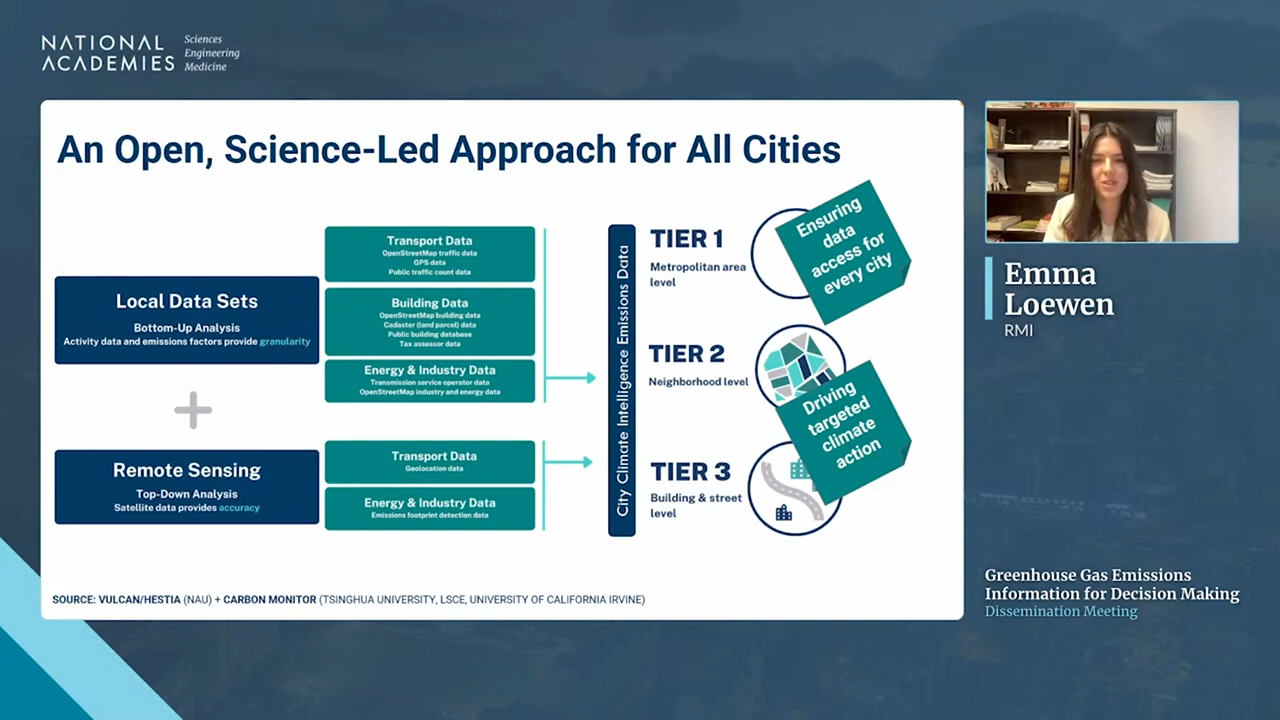 NATIONAL
ACADEMIES
Sciences
Engineering
Medicine
An Open, Science-Led Approach for All Cities
Local Data Sets
Bottom-Up Analysis
Activity data and emissions factors provide granularity
Remote Sensing
Top-Down Analysis
Satellite data provides accuracy
Transport Data
OpenStreetMap traffic data
GPS data
Public traffic count data
Building Data
OpenStreetMap building data
Cadaster (land parcel) data
Public building database
Tax assessor data
Energy & Industry Data
Transmission service operator data
OpenStreetMap industry and energy data
Transport Data
Geolocation data
Energy & Industry Data
Emissions footprint detection data
City Climate Intelligence Emissions Data
TIER 1
Metropolitan area
level
TIER 2
Neighborhood level
TIER 3
Building & street
level
Ensuring
data
access for
every city
Driving
targeted
climate
action
SOURCE: VULCAN/HESTIA (NAU) + CARBON MONITOR (TSINGHUA UNIVERSITY, LSCE, UNIVERSITY OF CALIFORNIA IRVINE)
Emma
Loewen
RMI
Greenhouse Gas Emissions
Information for Decision Making
Dissemination Meeting